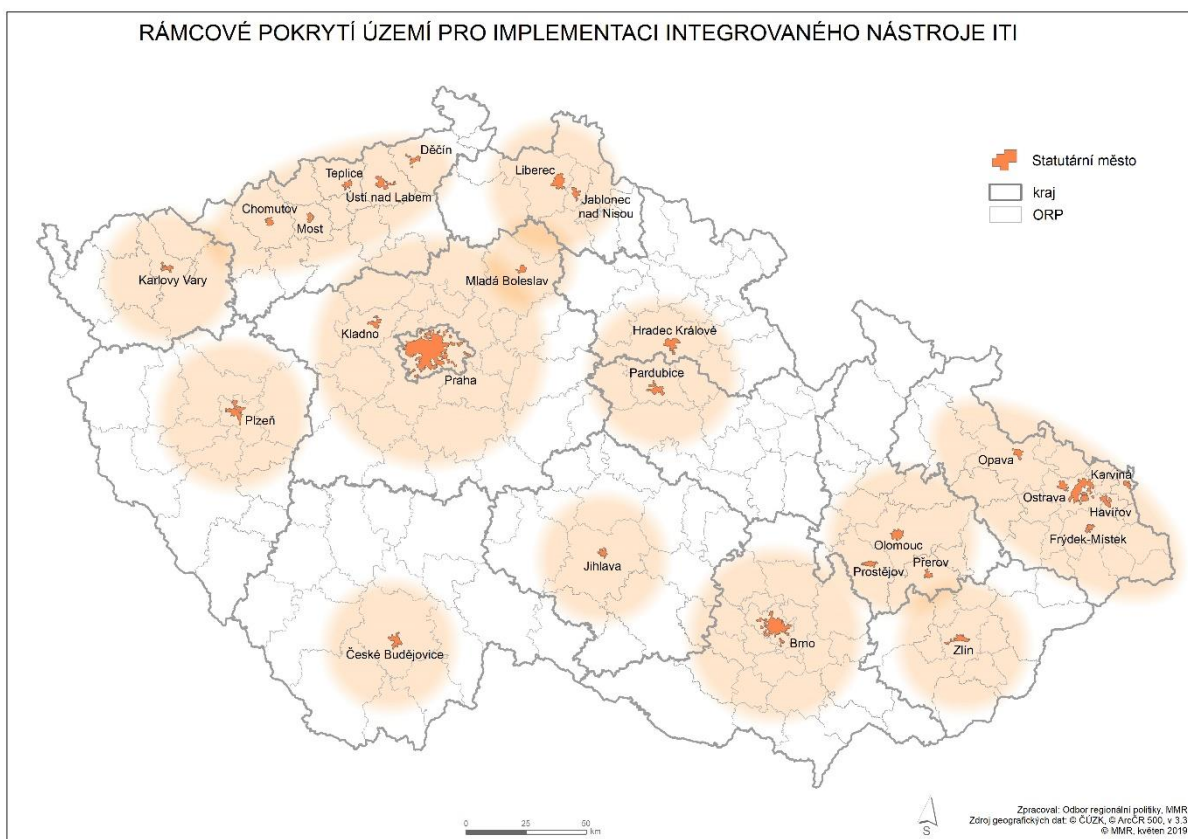 RÁMCOVÉ POKRYTÍ ÚZEMÍ PRO IMPLEMENTACI INTEGROVANÉHO NÁSTROJE ITI
Statutární město
kraj
ORP
Děčín
Teplice
Ústí nad Labem
Chomutov
Most
Liberec
Jablonec
nad Nisou
Karlovy Vary
Mladá Boleslav
Kladno
Praha
Hradec Králové
Pardubice
Plzeň
Opava
Karviná
Ostrava
Havířov
Frýdek-Místek
Olomouc
Prostějov
Přerov
Jihlava
Brno
Zlín
České Budějovice
0 25 50
km
S
Zpracoval: Odbor regionální politiky, MMR
Zdroj geografických dat: © ČÚZK, © ArcČR 500, v 3.3
© MMR, květen 2019